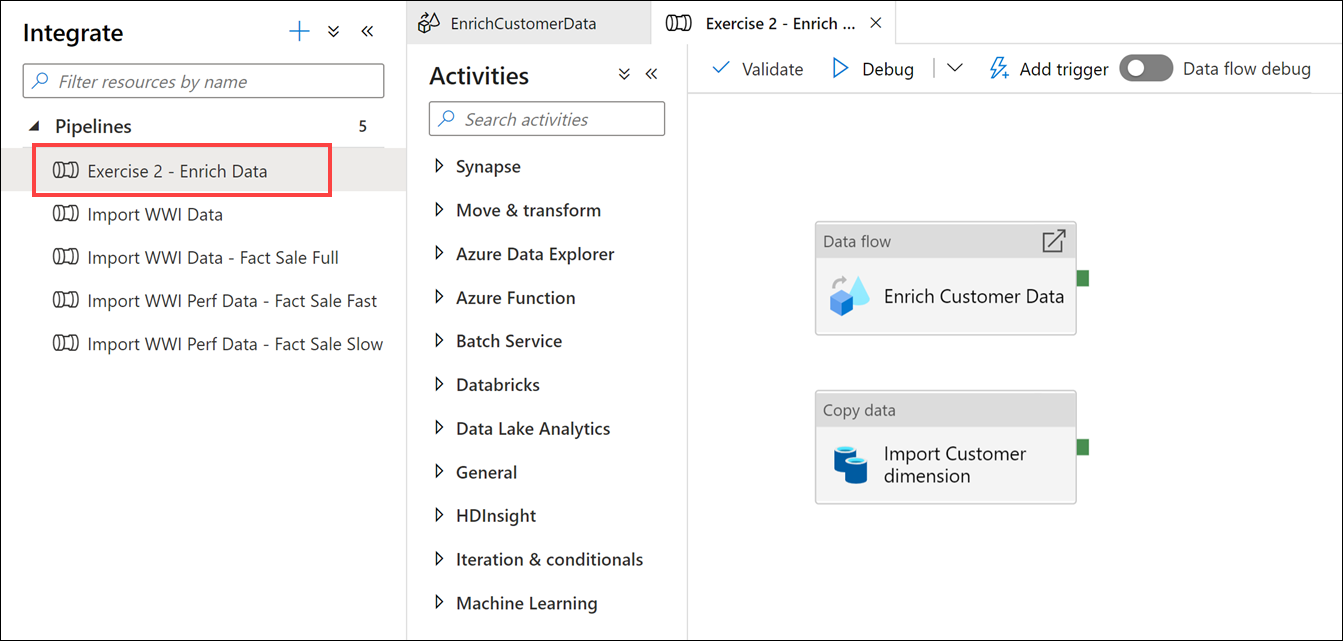 Integrate
Filter resources by name
Pipelines 5
Exercise 2 - Enrich Data
Import WWI Data
Import WWI Data - Fact Sale Full
Import WWI Perf Data - Fact Sale Fast
Import WWI Perf Data - Fact Sale Slow
EnrichCustomerData
Exercise 2 - Enrich ...
Activities
Search activities
Synapse
Move & transform
Azure Data Explorer
Azure Function
Batch Service
Databricks
Data Lake Analytics
General
HDInsight
Iteration & conditionals
Machine Learning
Validate Debug Add trigger Data flow debug
Data flow
Enrich Customer Data
Copy data
Import Customer
dimension